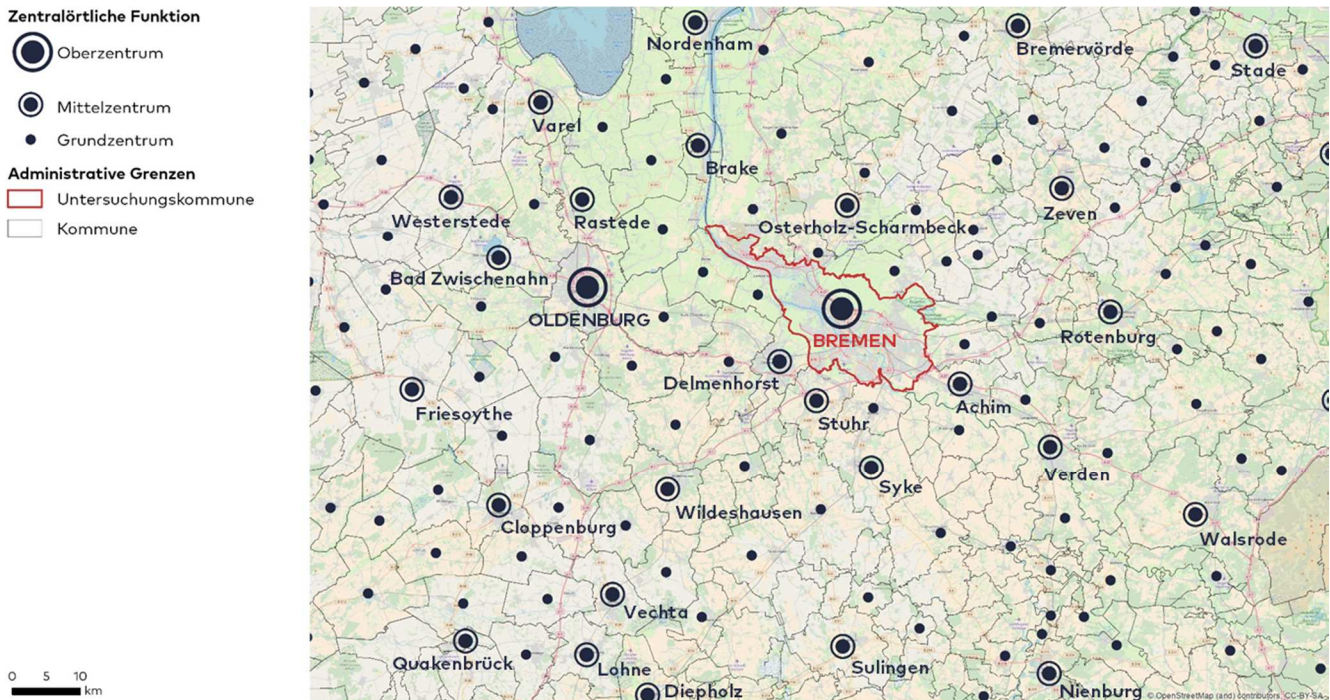 Zentralörtliche Funktion
Oberzentrum
Mittelzentrum
Grundzentrum
Administrative Grenzen
Untersuchungskommune
Kommune
0 5 10
km
Nordenham
Bremervörde
Stade
Varel
Brake
Westerstede
Rastede
Osterholz-Scharmbeck
Zeven
Bad Zwischenahn
OLDENBURG
BREMEN
Rotenburg
Delmenhorst
Friesoythe
Stuhr
Achim
Verden
Syke
Cloppenburg
Wildeshausen
Walsrode
Vechta
Quakenbrück
Lohne
Sulingen
Diepholz
Nienburg
© OpenStreetMap (and) contributors, CC-BY-SA